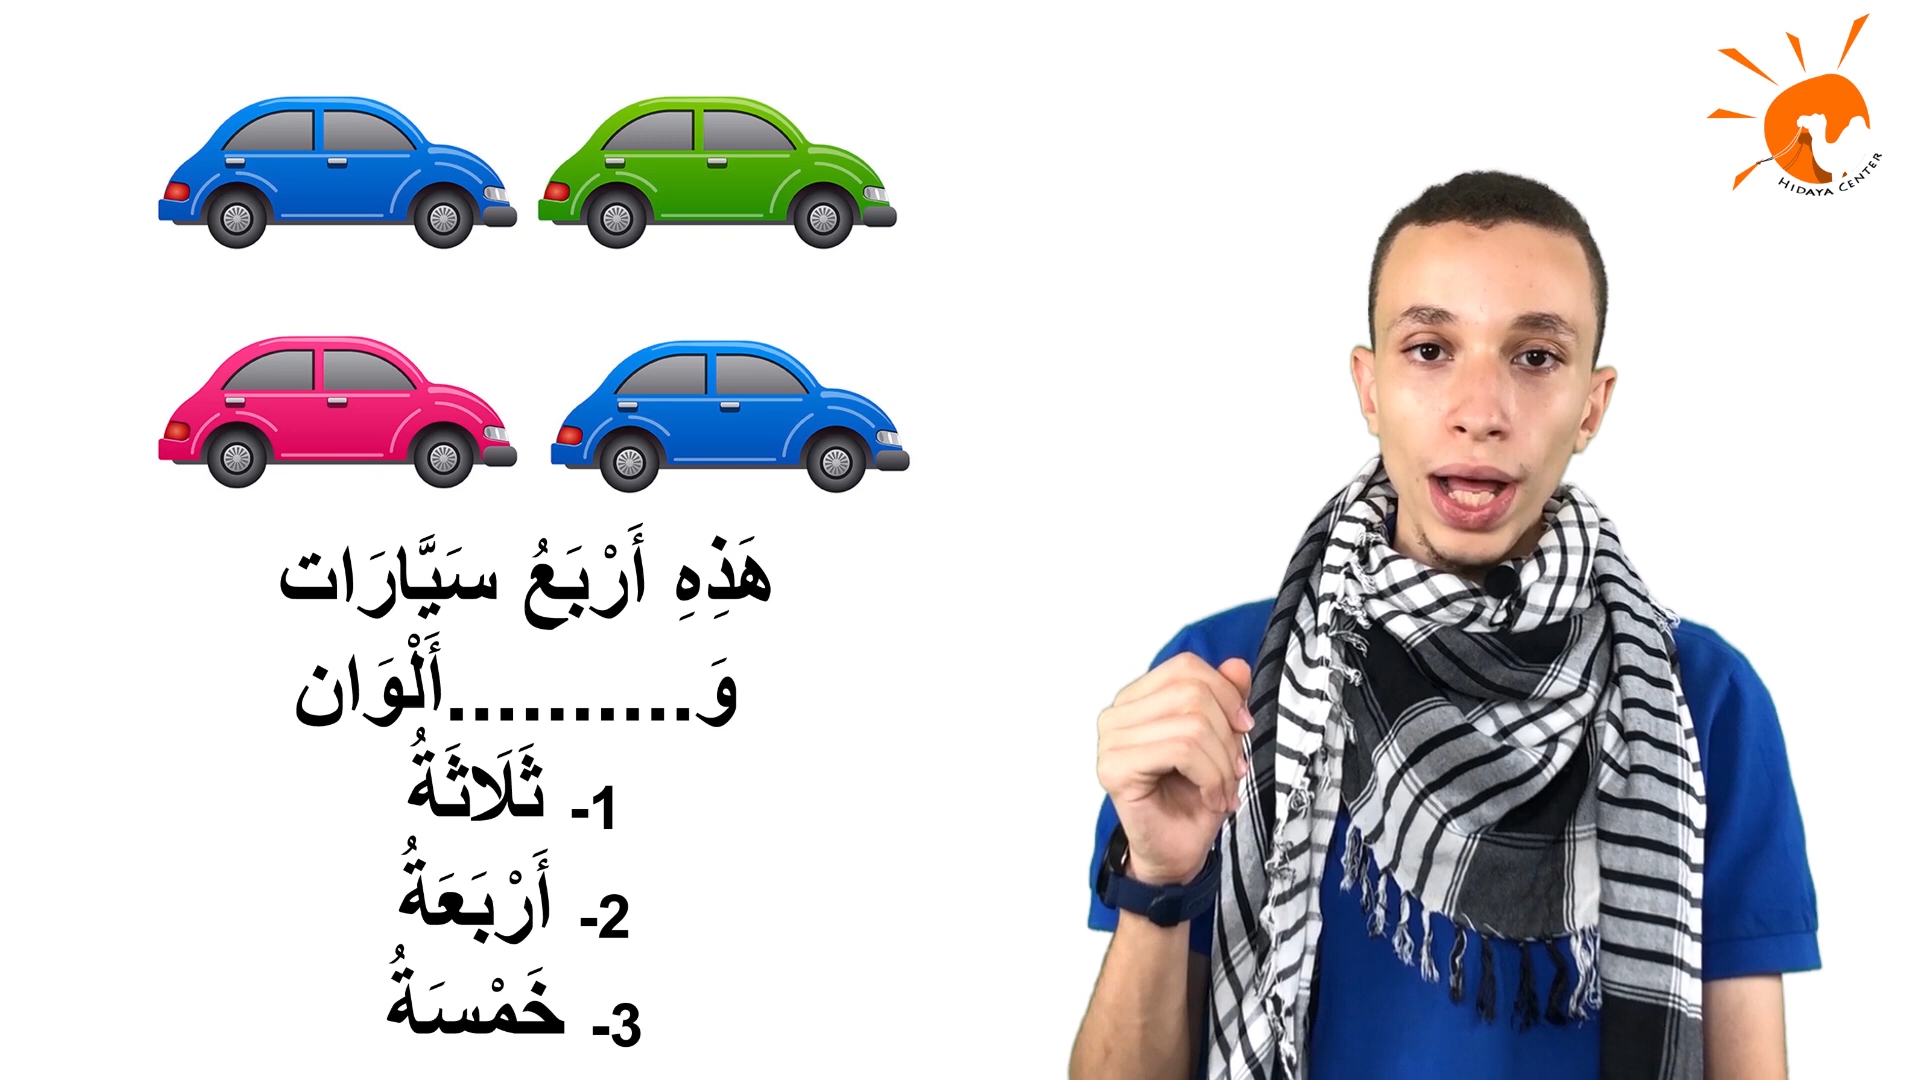 HIDAYA CENTER
هَذِهِ أَرْبَعُ سَيَّارَات
وَ..........أَلْوَان
1- ثَلَاثَةُ
2- أَرْبَعَةُ
3- خَمْسَةُ